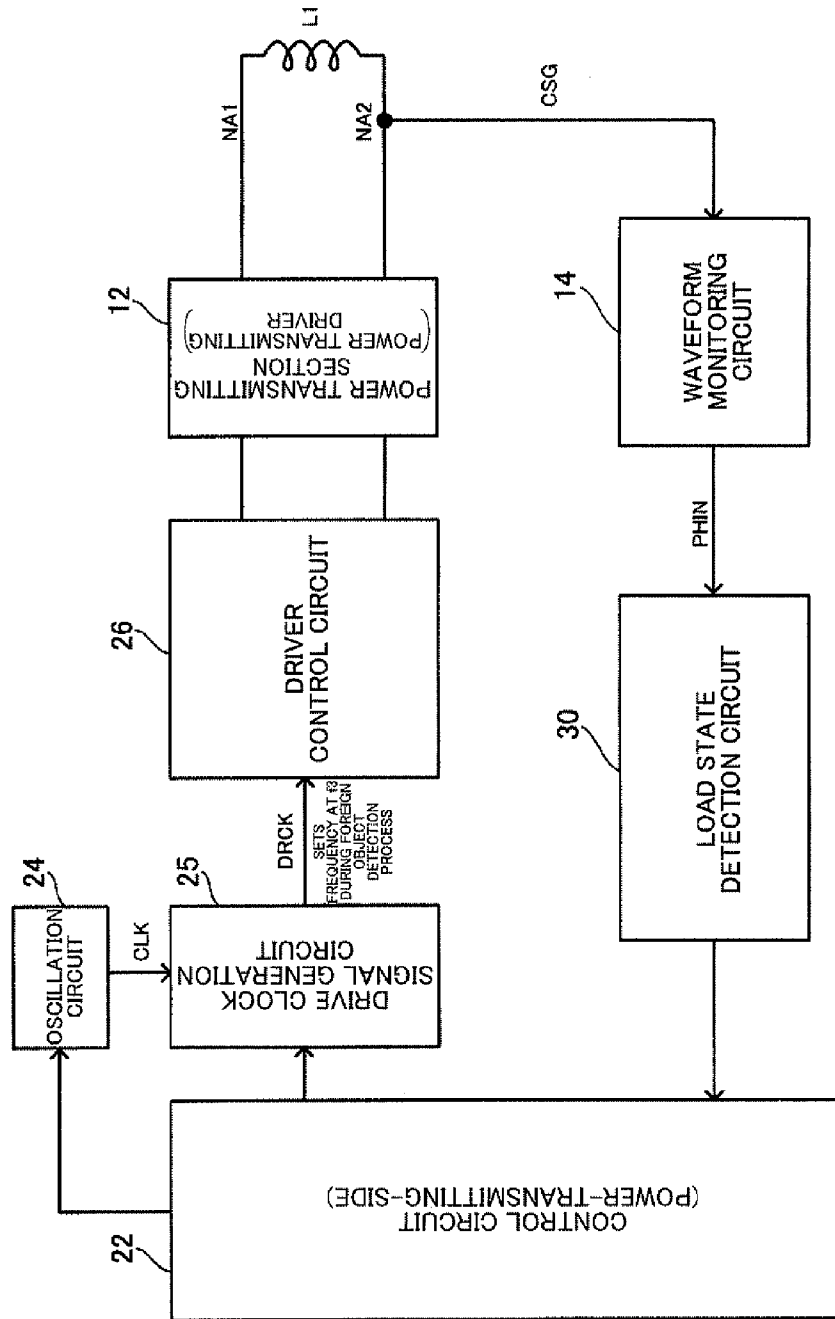 24
OSCILLATION
CIRCUIT
CLK
22
CONTROL CIRCUIT
(POWER-TRANSMITTING-SIDE)
25
DRIVE CLOCK
SIGNAL GENERATION
CIRCUIT
DRCK
SETS
FREQUENCY AT f3
DURING FOREIGN
OBJECT
DETECTION
PROCESS
26
DRIVER
CONTROL CIRCUIT
12
POWER TRANSMITTING
SECTION
(POWER TRANSMITTING
DRIVER)
NA1
NA2
L1
CSG
14
WAVEFORM
MONITORING
CIRCUIT
PHIN
30
LOAD STATE
DETECTION CIRCUIT